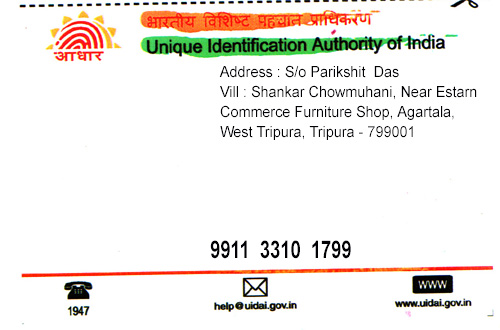 भारतीय विशिष्ट पहचान प्राधिकरण
Unique Identification Authority of India
आधार
Address : S/o Parikshit Das
Vill : Shankar Chowmuhani, Near Estarn
Commerce Furniture Shop, Agartala,
West Tripura, Tripura - 799001
9911 3310 1799
1947
help@uidai.gov.in
WWW
www.uidai.gov.in